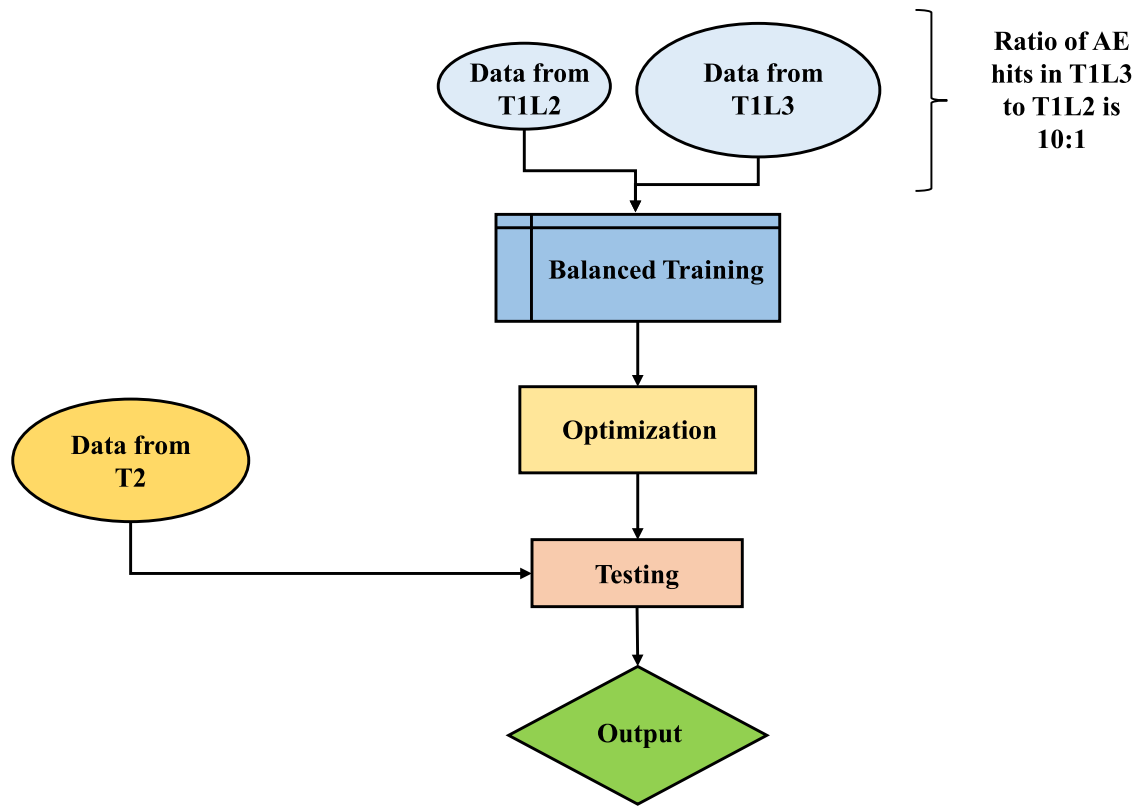 Data from
T1L2
Data from
T1L3
Ratio of AE
hits in T1L3
to T1L2 is
10:1
Balanced Training
Optimization
Data from
T2
Testing
Output